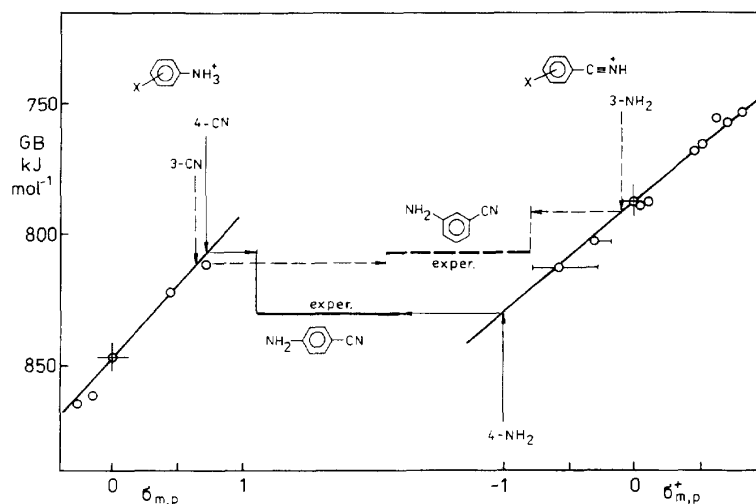 X
NH₃⁺
X
C≡NH⁺
3-NH₂
750
4-CN
GB
kJ
mol⁻¹
3-CN
NH₂
CN
800
exper.
exper.
NH₂
CN
850
4-NH₂
0
1
-1
0
σm,p
σ⁺m,p